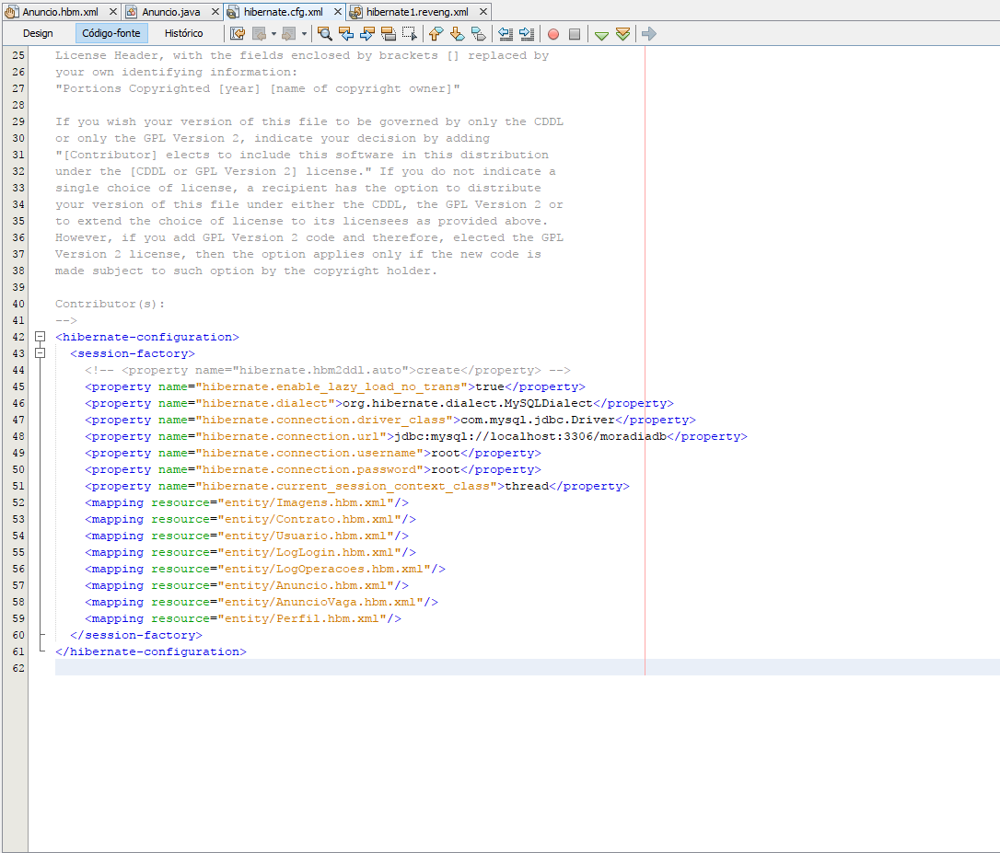 Anuncio.hbm.xml Anuncio.java hibernate.cfg.xml hibernate1.reveng.xml
Design Código-fonte Histórico
25 License Header, with the fields enclosed by brackets [] replaced by
26 your own identifying information:
27 "Portions Copyrighted [year] [name of copyright owner]"
28
29 If you wish your version of this file to be governed by only the CDDL
30 or only the GPL Version 2, indicate your decision by adding
31 "[Contributor] elects to include this software in this distribution
32 under the [CDDL or GPL Version 2] license." If you do not indicate a
33 single choice of license, a recipient has the option to distribute
34 your version of this file under either the CDDL, the GPL Version 2 or
35 to extend the choice of license to its licensees as provided above.
36 However, if you add GPL Version 2 code and therefore, elected the GPL
37 Version 2 license, then the option applies only if the new code is
38 made subject to such option by the copyright holder.
39
40 Contributor(s):
41 -->
42 <hibernate-configuration>
43 <session-factory>
44 <!-- <property name="hibernate.hbm2ddl.auto">create</property> -->
45 <property name="hibernate.enable_lazy_load_no_trans">true</property>
46 <property name="hibernate.dialect">org.hibernate.dialect.MySQLDialect</property>
47 <property name="hibernate.connection.driver_class">com.mysql.jdbc.Driver</property>
48 <property name="hibernate.connection.url">jdbc:mysql://localhost:3306/moradiadb</property>
49 <property name="hibernate.connection.username">root</property>
50 <property name="hibernate.connection.password">root</property>
51 <property name="hibernate.current_session_context_class">thread</property>
52 <mapping resource="entity/Imagens.hbm.xml"/>
53 <mapping resource="entity/Contrato.hbm.xml"/>
54 <mapping resource="entity/Usuario.hbm.xml"/>
55 <mapping resource="entity/LogLogin.hbm.xml"/>
56 <mapping resource="entity/LogOperacoes.hbm.xml"/>
57 <mapping resource="entity/Anuncio.hbm.xml"/>
58 <mapping resource="entity/AnuncioVaga.hbm.xml"/>
59 <mapping resource="entity/Perfil.hbm.xml"/>
60 </session-factory>
61 </hibernate-configuration>
62